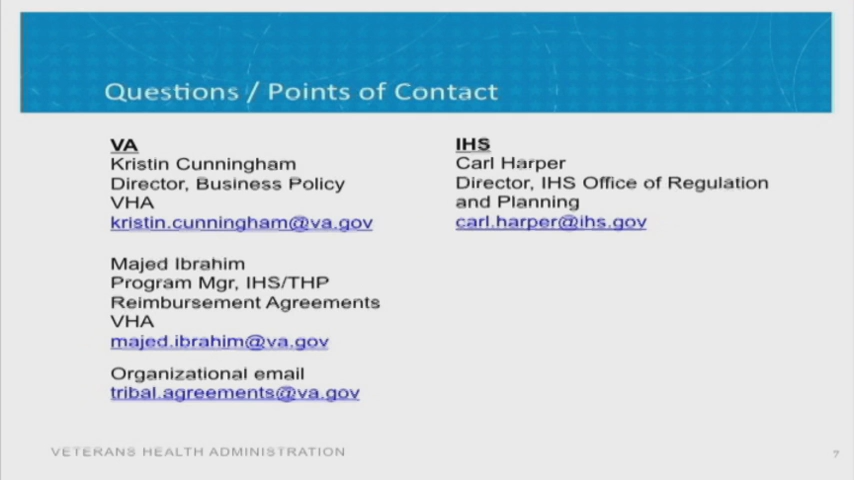 Questions / Points of Contact
VA
Kristin Cunningham
Director, Business Policy
VHA
kristin.cunningham@va.gov
Majed Ibrahim
Program Mgr, IHS/THP
Reimbursement Agreements
VHA
majed.ibrahim@va.gov
Organizational email
tribal.agreements@va.gov
IHS
Carl Harper
Director, IHS Office of Regulation
and Planning
carl.harper@ihs.gov
VETERANS HEALTH ADMINISTRATION
7